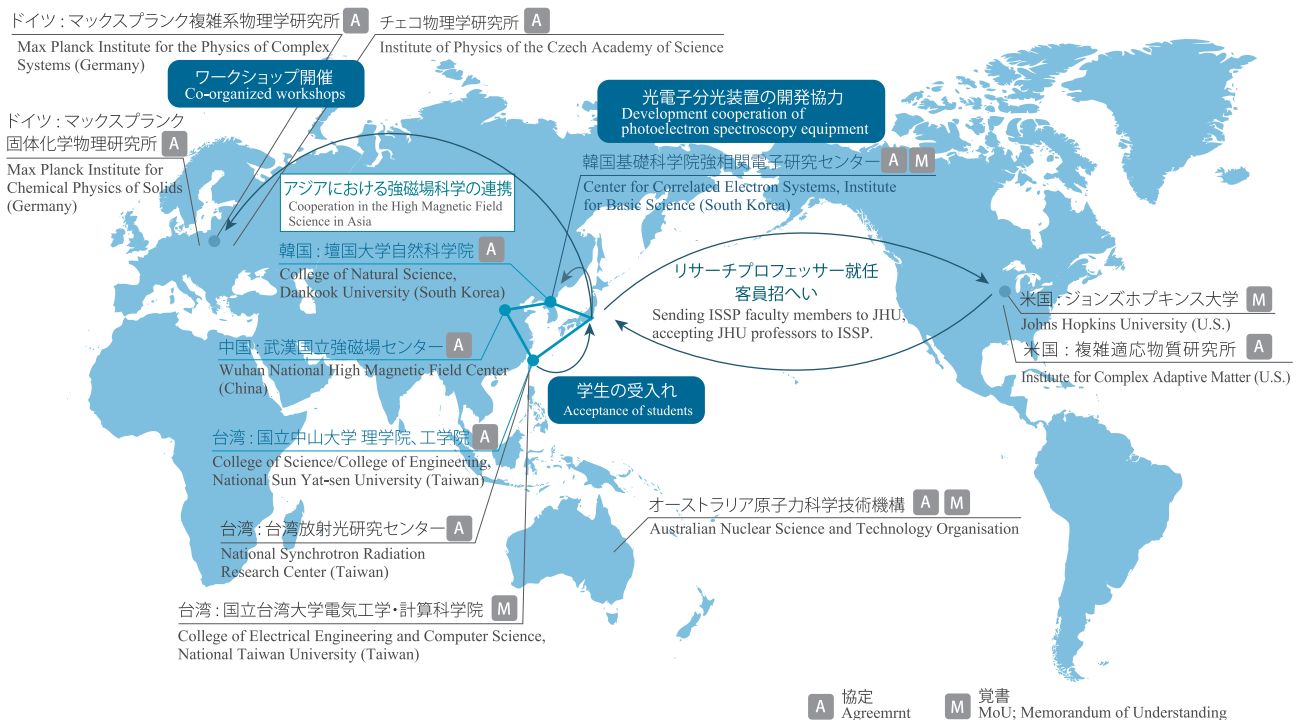 ドイツ：マックスプランク複雑系物理学研究所 A
Max Planck Institute for the Physics of Complex
Systems (Germany)
チェコ物理学研究所 A
Institute of Physics of the Czech Academy of Science
ワークショップ開催
Co-organized workshops
光電子分光装置の開発協力
Development cooperation of
photoelectron spectroscopy equipment
ドイツ：マックスプランク
固体化学物理研究所 A
Max Planck Institute for
Chemical Physics of Solids
(Germany)
韓国基礎科学院強相関電子研究センター A M
Center for Correlated Electron Systems, Institute
for Basic Science (South Korea)
アジアにおける強磁場科学の連携
Cooperation in the High Magnetic Field
Science in Asia
韓国：壇国大学自然科学院 A
College of Natural Science,
Dankook University (South Korea)
リサーチプロフェッサー就任
客員招へい
Sending ISSP faculty members to JHU,
accepting JHU professors to ISSP.
米国：ジョンズホプキンス大学 M
Johns Hopkins University (U.S.)
米国：複雑適応物質研究所 A
Institute for Complex Adaptive Matter (U.S.)
中国：武漢国立強磁場センター A
Wuhan National High Magnetic Field Center
(China)
学生の受入れ
Acceptance of students
台湾：国立中山大学 理学院、工学院 A
College of Science/College of Engineering,
National Sun Yat-sen University (Taiwan)
オーストラリア原子力科学技術機構 A M
Australian Nuclear Science and Technology Organisation
台湾：台湾放射光研究センター A
National Synchrotron Radiation
Research Center (Taiwan)
台湾：国立台湾大学電気工学・計算科学院 M
College of Electrical Engineering and Computer Science,
National Taiwan University (Taiwan)
A 協定
Agreemrnt
M 覚書
MoU; Memorandum of Understanding